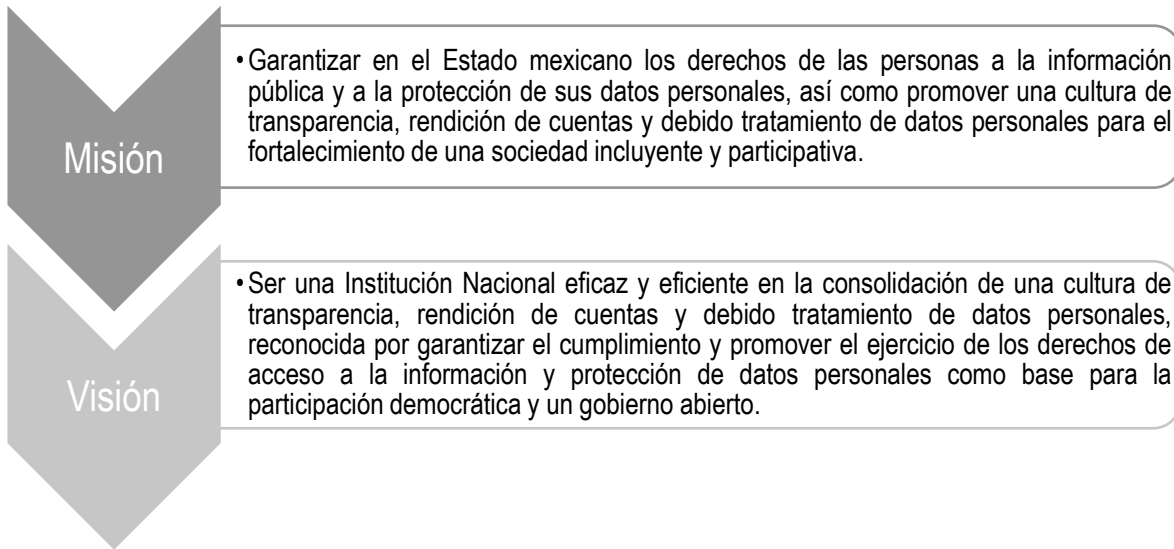 Misión
•Garantizar en el Estado mexicano los derechos de las personas a la información
pública y a la protección de sus datos personales, así como promover una cultura de
transparencia, rendición de cuentas y debido tratamiento de datos personales para el
fortalecimiento de una sociedad incluyente y participativa.
Visión
•Ser una Institución Nacional eficaz y eficiente en la consolidación de una cultura de
transparencia, rendición de cuentas y debido tratamiento de datos personales,
reconocida por garantizar el cumplimiento y promover el ejercicio de los derechos de
acceso a la información y protección de datos personales como base para la
participación democrática y un gobierno abierto.